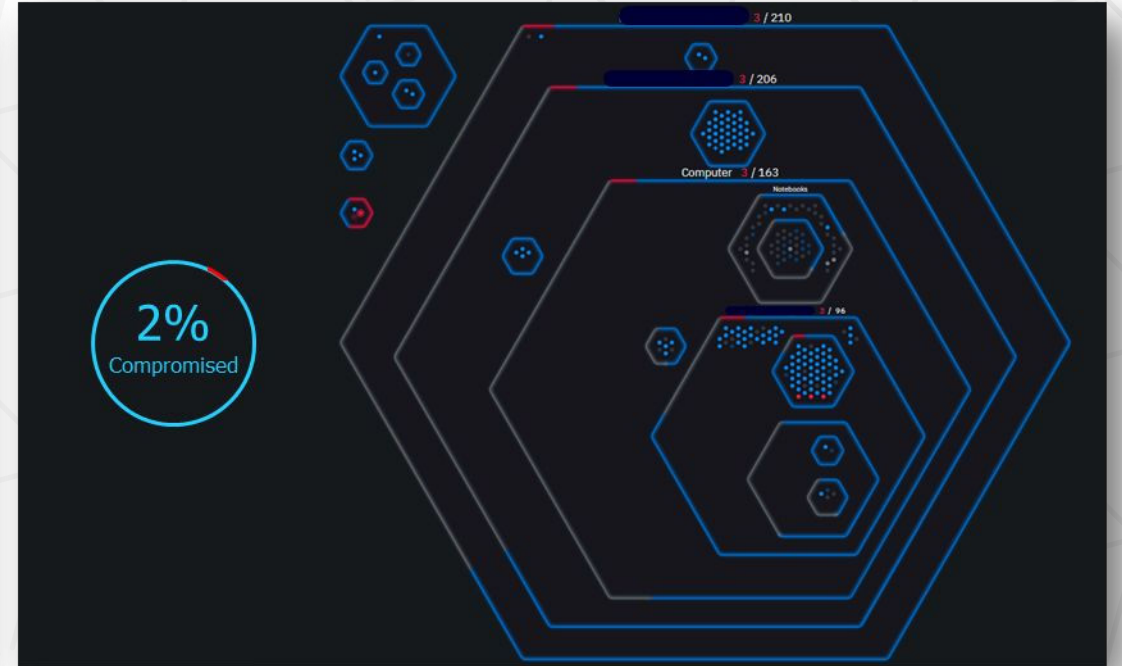 3 / 210
3 / 206
Computer 3 / 163
Notebooks
3 / 96
2%
Compromised